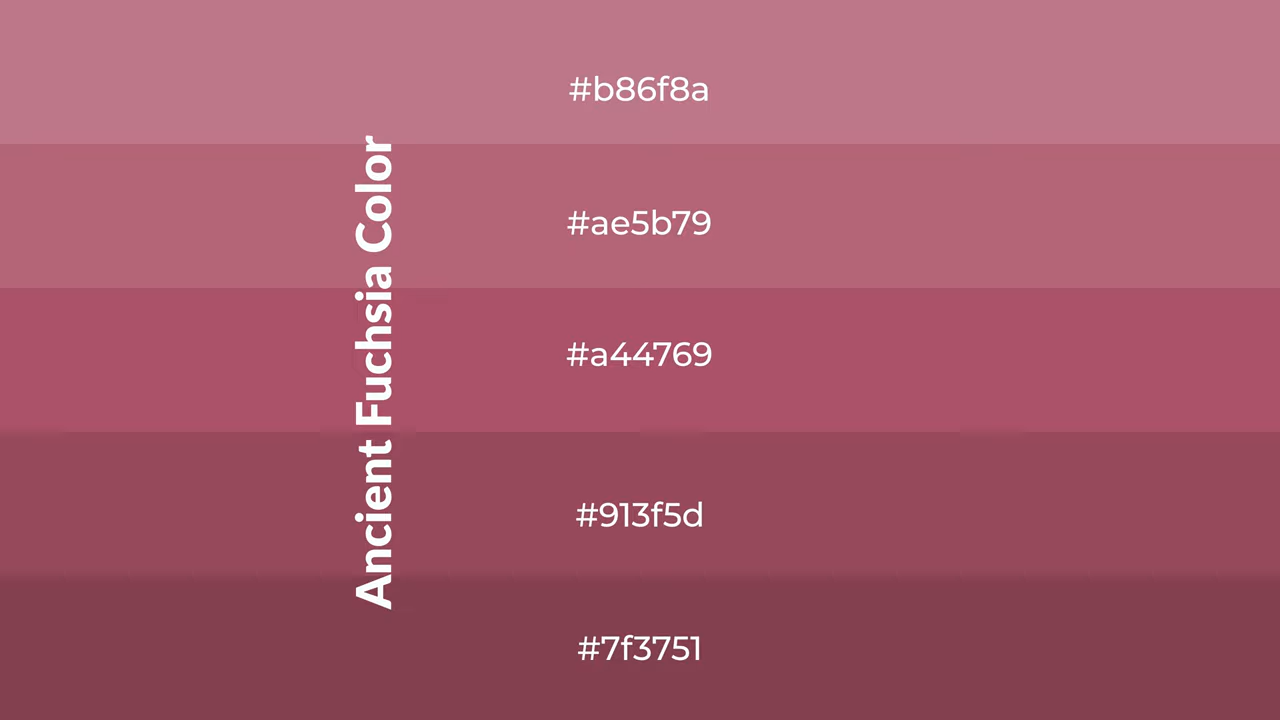 Ancient Fuchsia Color
#b86f8a
#ae5b79
#a44769
#913f5d
#7f3751